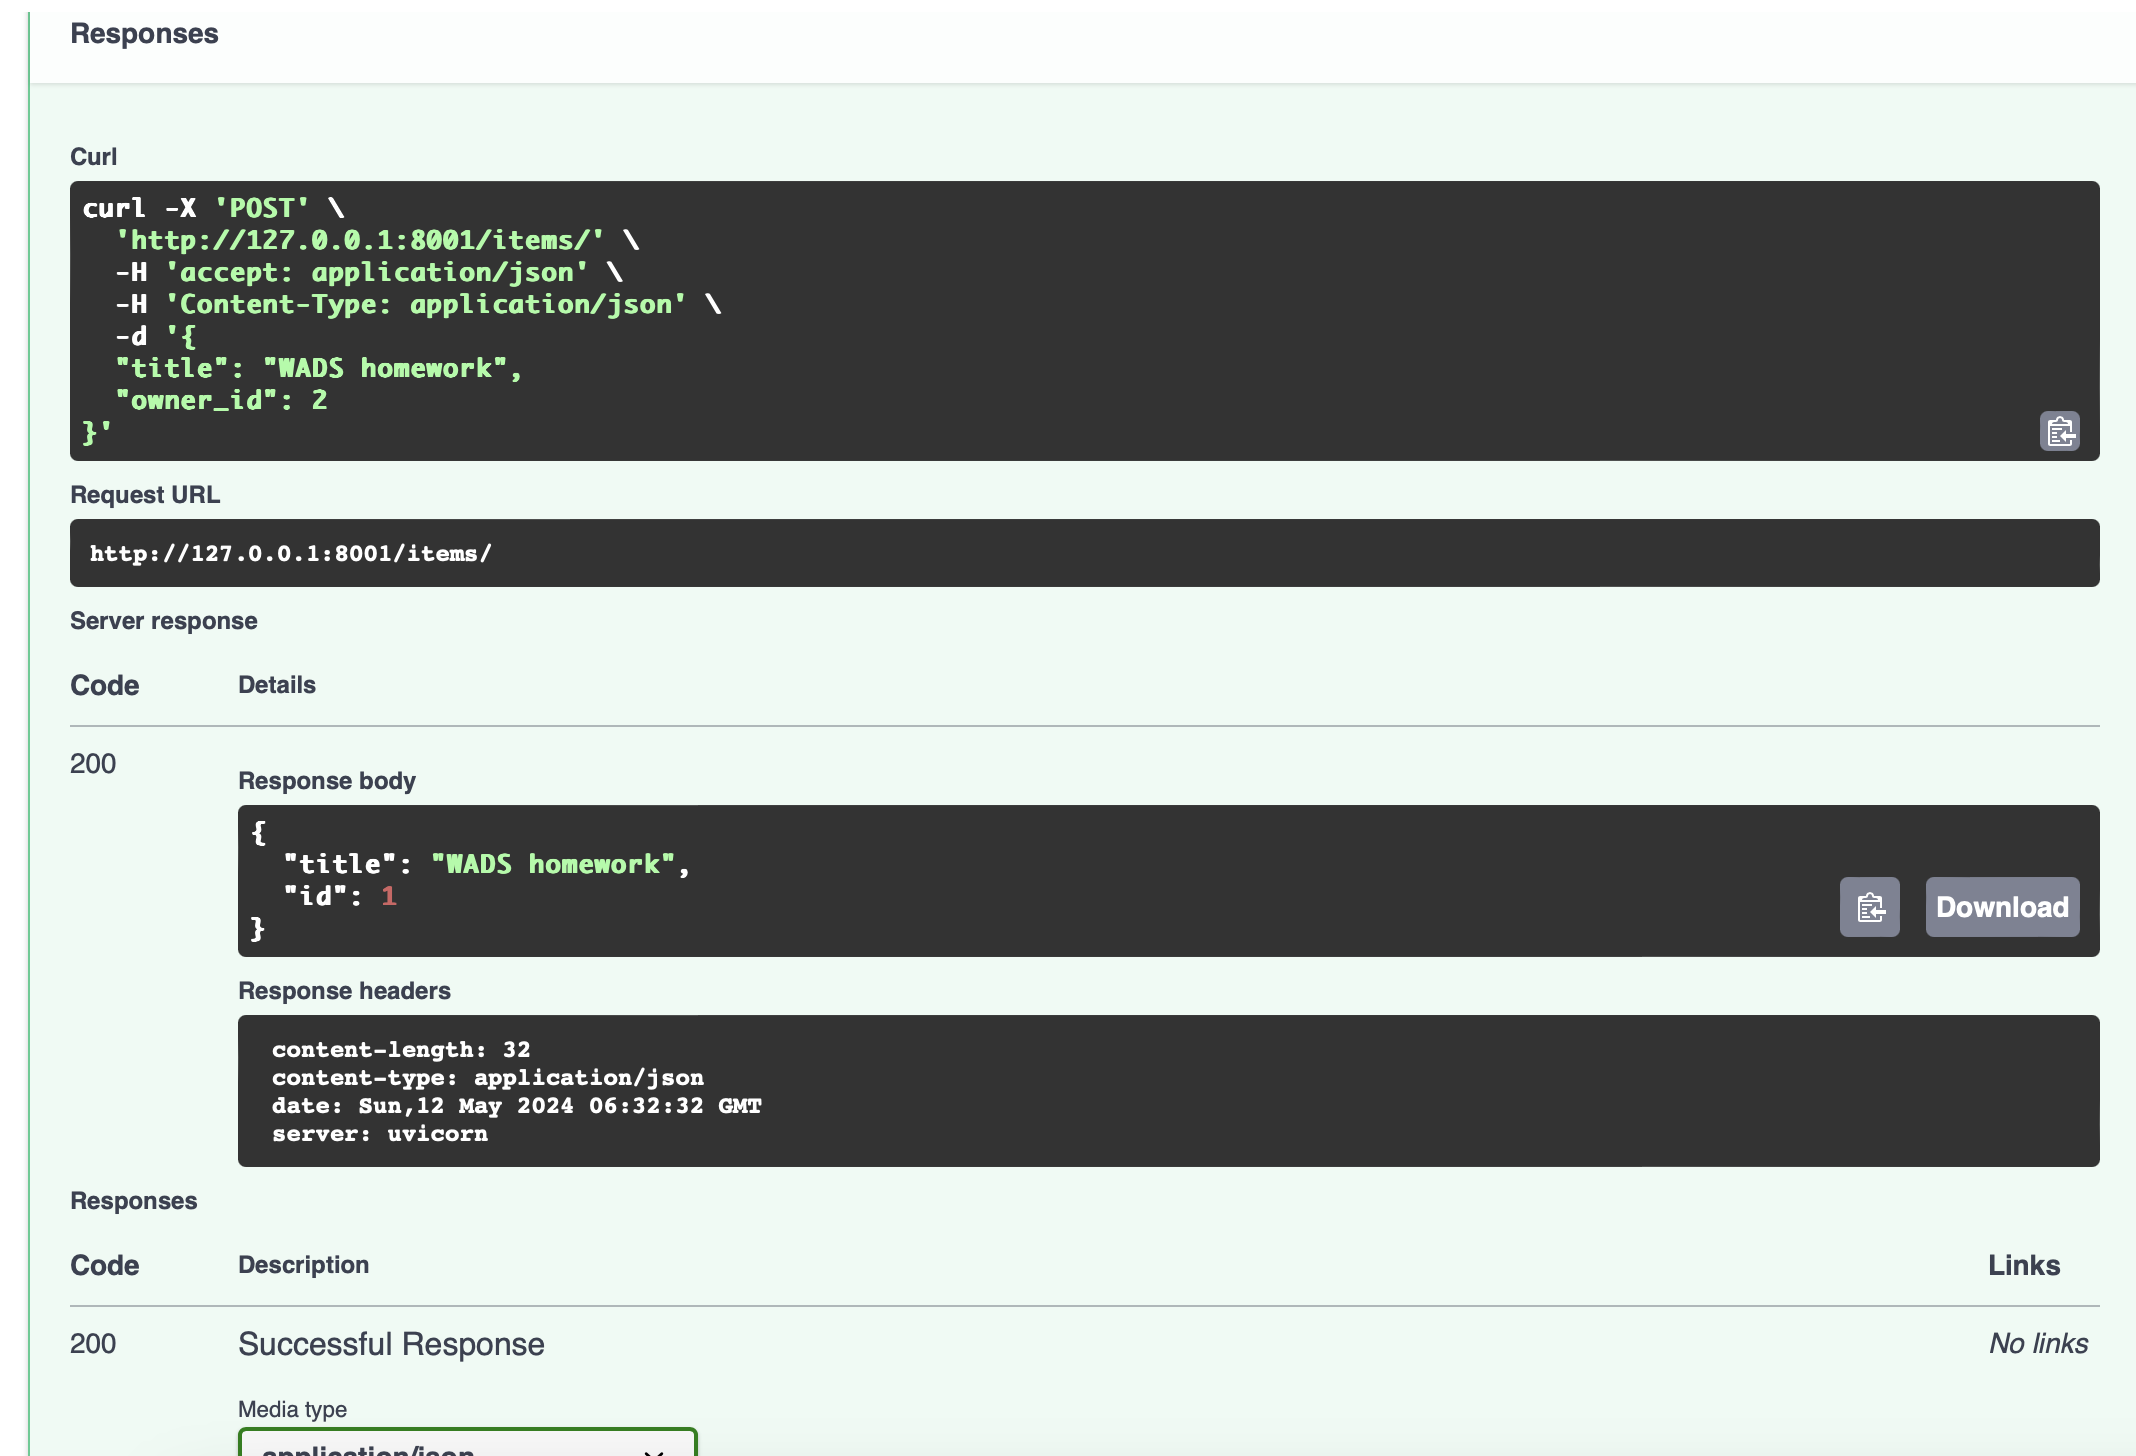 Responses
Curl
curl -X 'POST' \
  'http://127.0.0.1:8001/items/' \
  -H 'accept: application/json' \
  -H 'Content-Type: application/json' \
  -d '{
  "title": "WADS homework",
  "owner_id": 2
}'
Request URL
http://127.0.0.1:8001/items/
Server response
Code Details
200
Response body
{
  "title": "WADS homework",
  "id": 1
}
Download
Response headers
content-length: 32
content-type: application/json
date: Sun,12 May 2024 06:32:32 GMT
server: uvicorn
Responses
Code Description Links
200 Successful Response No links
Media type
application/json